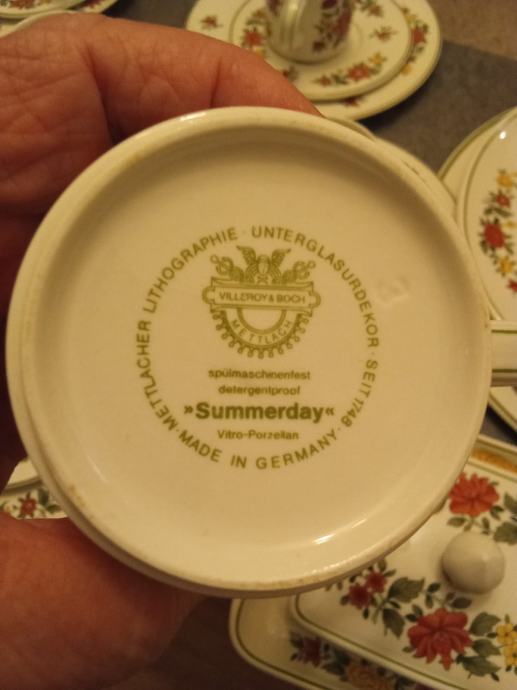 METTLACHER LITHOGRAPHIE · UNTERGLASURDEKOR · SEIT 1748 ·
MADE IN GERMANY ·
VILLEROY & BOCH
METTLACH
spülmaschinenfest
detergentproof
»Summerday«
Vitro-Porzellan